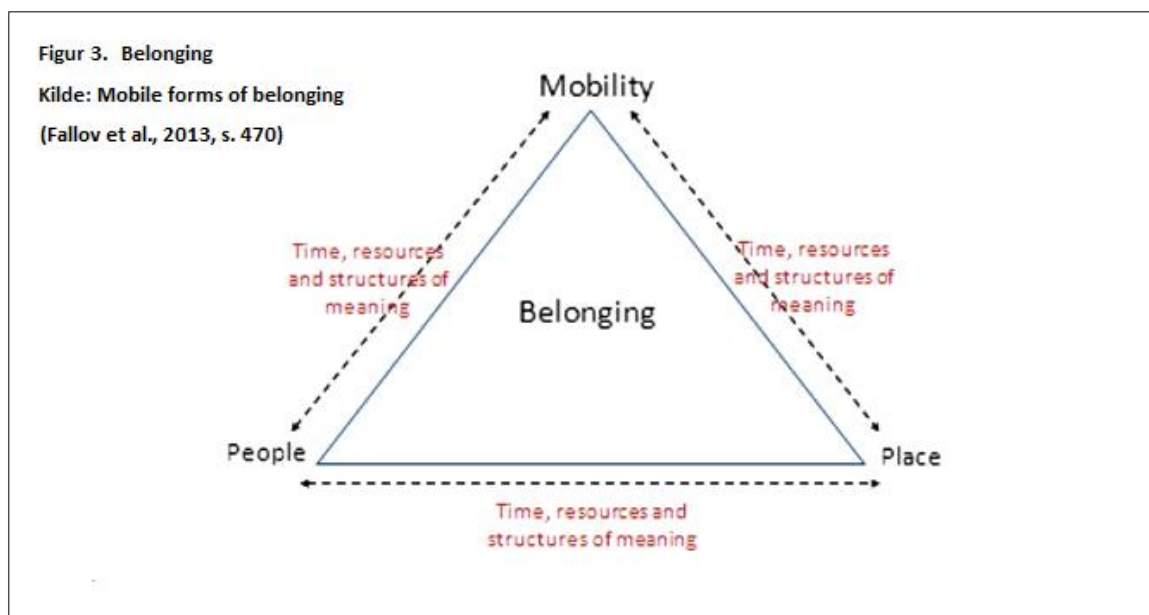 Figur 3. Belonging
Kilde: Mobile forms of belonging
(Fallov et al., 2013, s. 470)
Mobility
Time, resources
and structures of
meaning
Time, resources
and structures of
meaning
Belonging
People
Place
Time, resources and
structures of meaning